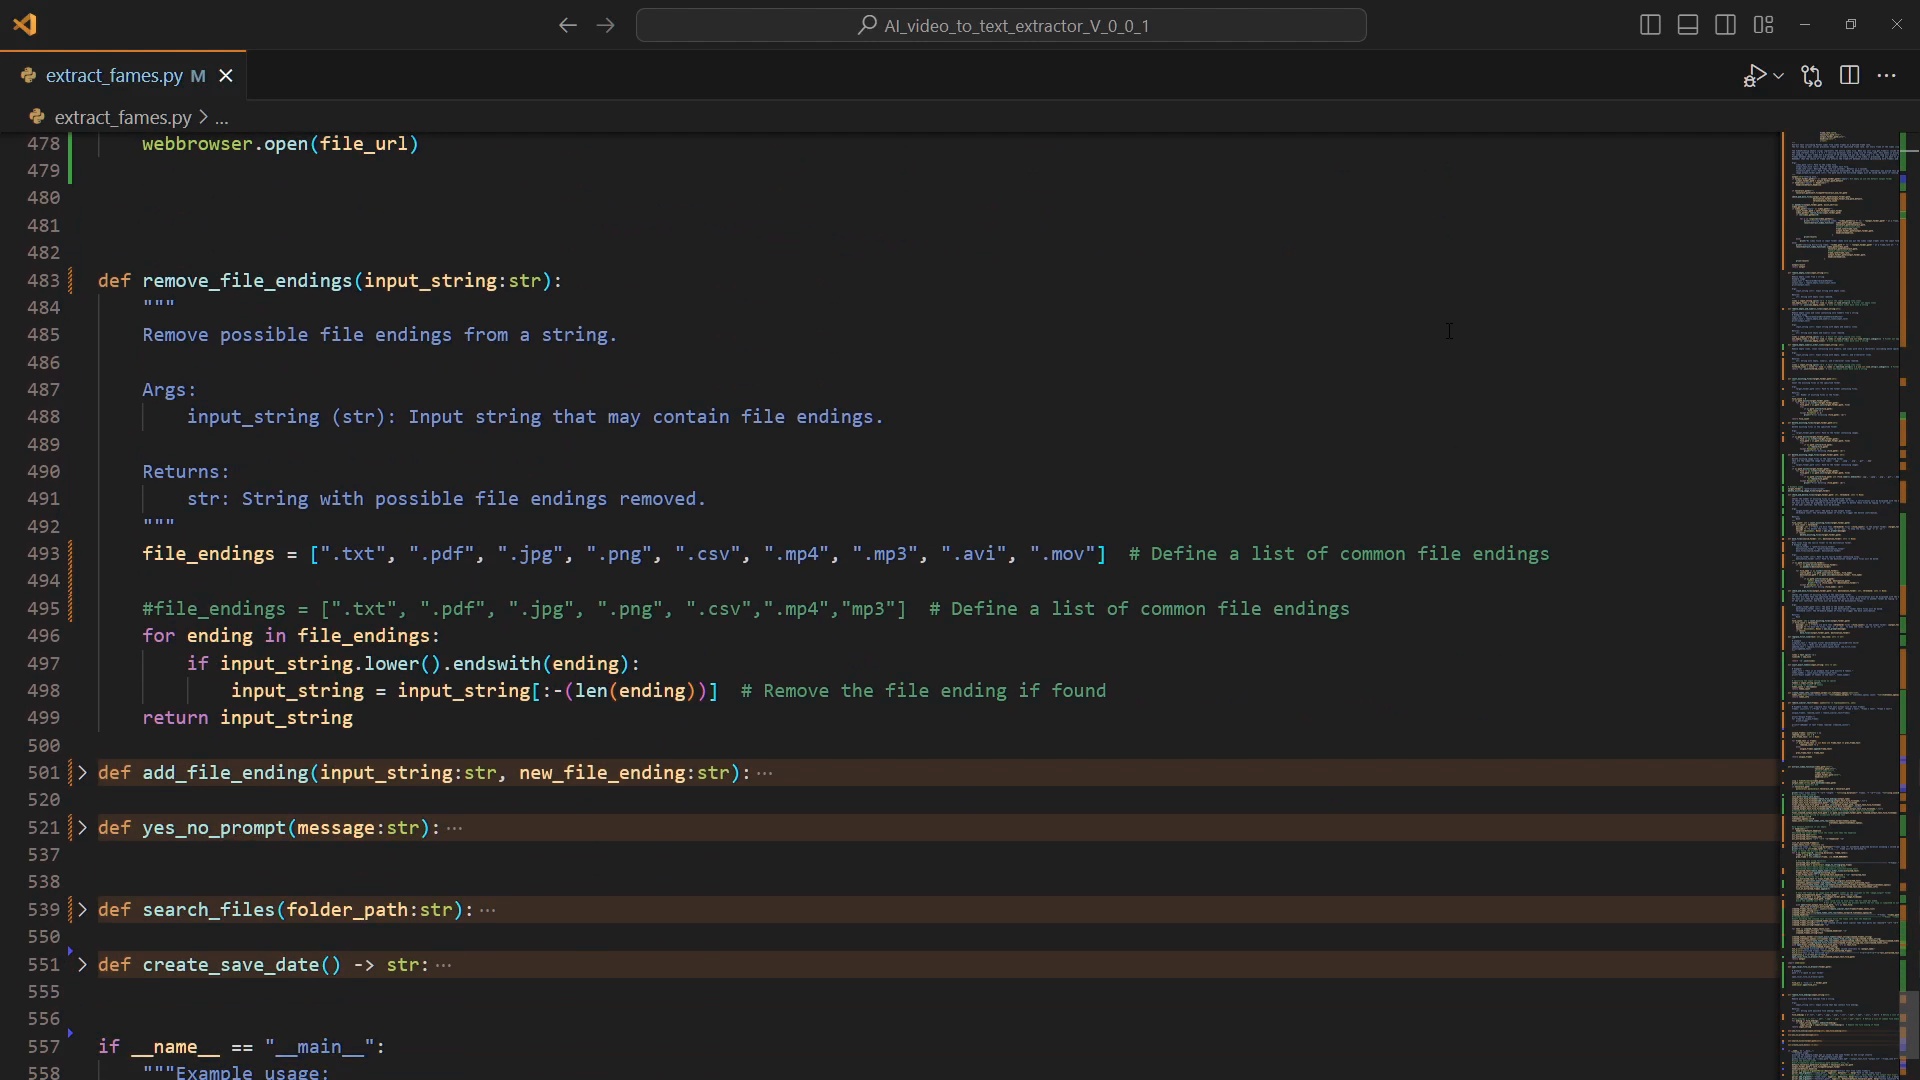 AI_video_to_text_extractor_V_0_0_1
extract_fames.py M
extract_fames.py > ...
478 webbrowser.open(file_url)
479
480
481
482
483 def remove_file_endings(input_string:str):
484 """
485 Remove possible file endings from a string.
486
487 Args:
488 input_string (str): Input string that may contain file endings.
489
490 Returns:
491 str: String with possible file endings removed.
492 """
493 file_endings = [".txt", ".pdf", ".jpg", ".png", ".csv", ".mp4", ".mp3", ".avi", ".mov"] # Define a list of common file endings
494
495 #file_endings = [".txt", ".pdf", ".jpg", ".png", ".csv",".mp4","mp3"] # Define a list of common file endings
496 for ending in file_endings:
497 if input_string.lower().endswith(ending):
498 input_string = input_string[:-(len(ending))] # Remove the file ending if found
499 return input_string
500
501 def add_file_ending(input_string:str, new_file_ending:str): ...
520
521 def yes_no_prompt(message:str): ...
537
538
539 def search_files(folder_path:str): ...
550
551 def create_save_date() -> str: ...
555
556
557 if __name__ == "__main__":
558 """Example usage: